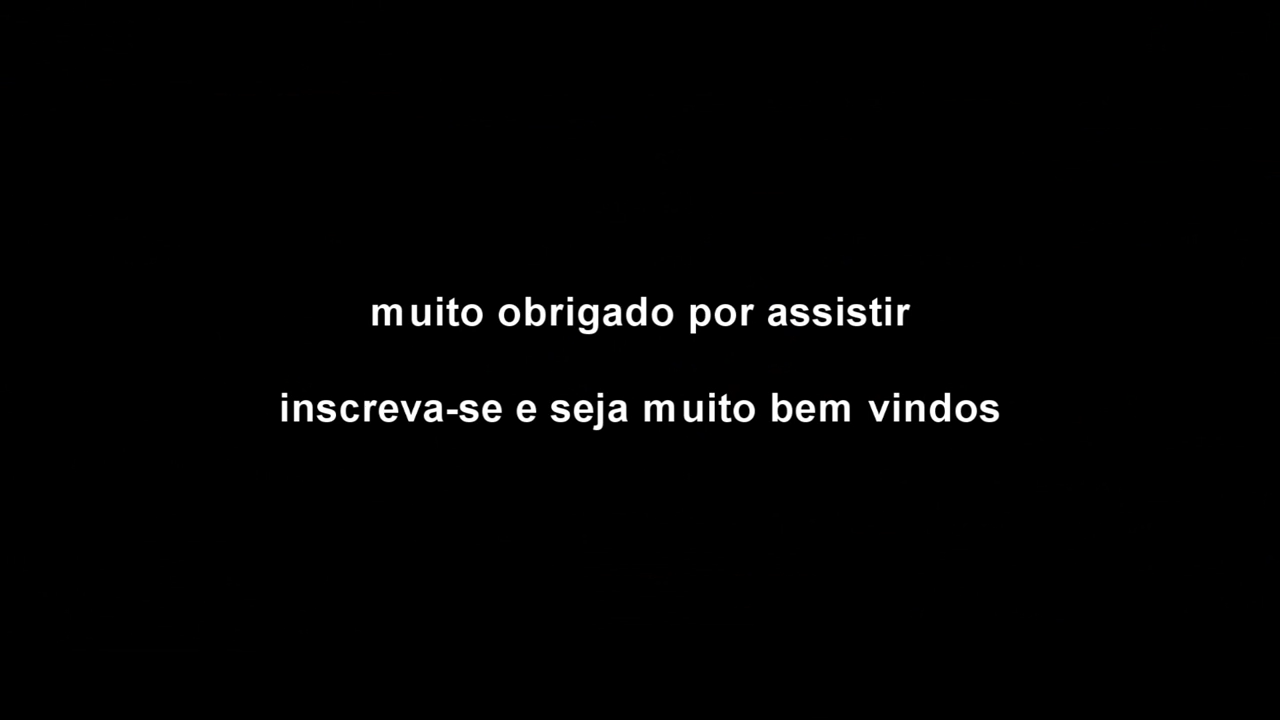 muito obrigado por assistir
inscreva-se e seja muito bem vindos